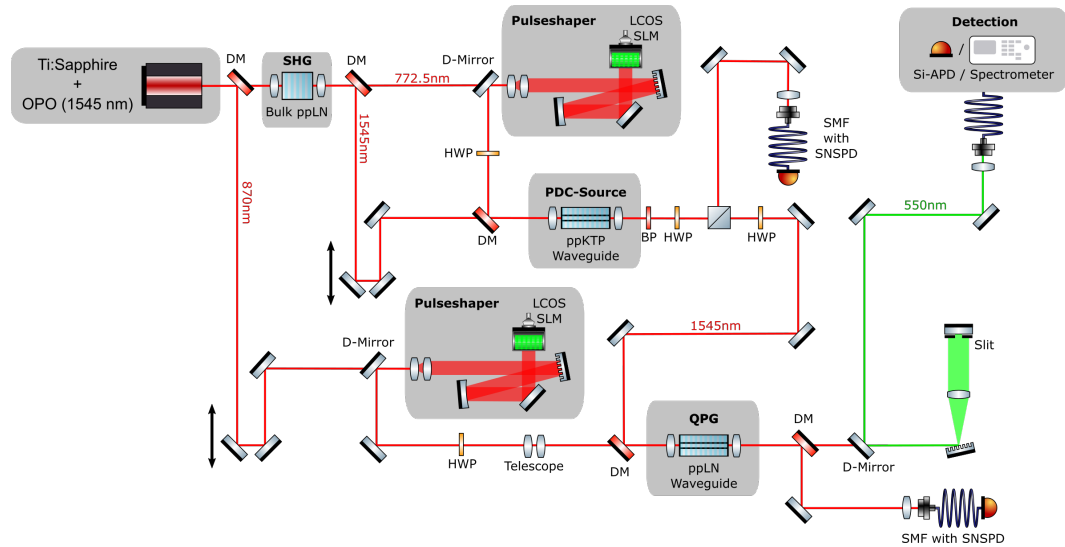 Pulseshaper
LCOS
SLM
Detection
Si-APD / Spectrometer
/
Ti:Sapphire
+
OPO (1545 nm)
DM
SHG
Bulk ppLN
DM
772.5nm
D-Mirror
1545nm
HWP
SMF
with
SNSPD
870nm
PDC-Source
ppKTP
Waveguide
DM
BP
HWP
HWP
550nm
Pulseshaper
LCOS
SLM
D-Mirror
1545nm
Slit
HWP
Telescope
DM
QPG
ppLN
Waveguide
DM
D-Mirror
SMF with SNSPD